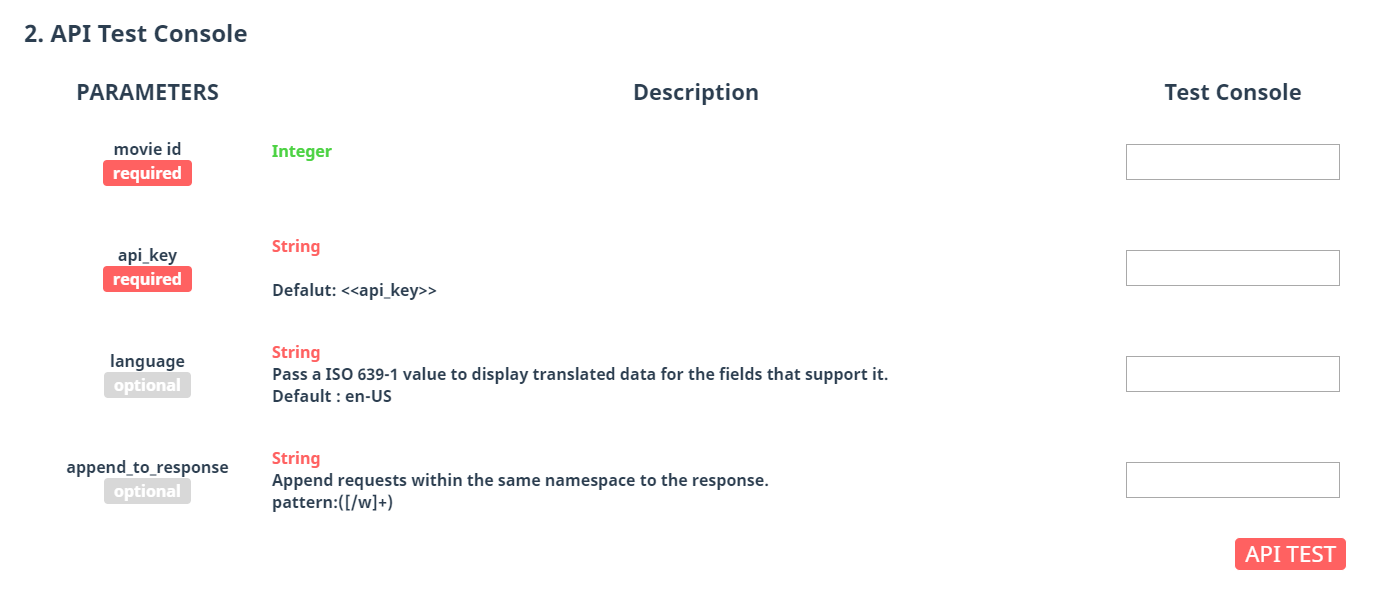 2. API Test Console
PARAMETERS Description Test Console
movie id
required
Integer
api_key
required
String
Defalut: <<api_key>>
language
optional
String
Pass a ISO 639-1 value to display translated data for the fields that support it.
Default : en-US
append_to_response
optional
String
Append requests within the same namespace to the response.
pattern:([/w]+)
API TEST